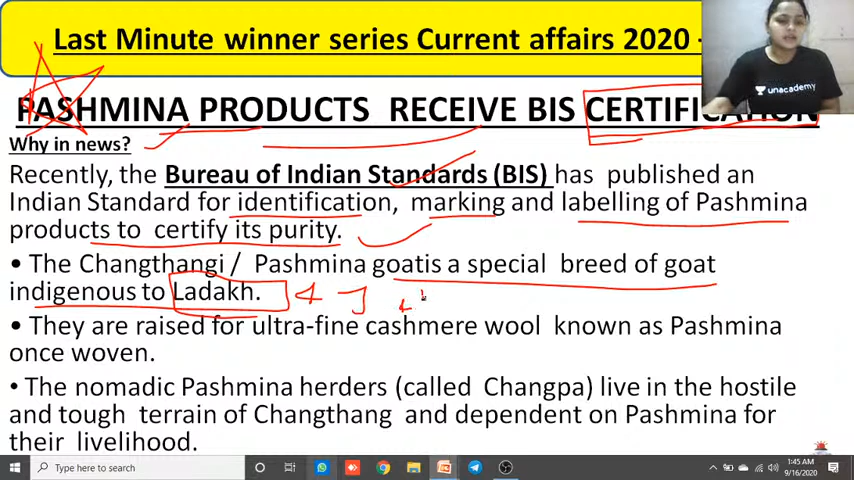 Last Minute winner series Current affairs 2020 -
unacademy
PASHMINA PRODUCTS RECEIVE BIS CERTIFICATION
Why in news?
Recently, the Bureau of Indian Standards (BIS) has published an
Indian Standard for identification, marking and labelling of Pashmina
products to certify its purity.
• The Changthangi / Pashmina goatis a special breed of goat
indigenous to Ladakh.
• They are raised for ultra-fine cashmere wool known as Pashmina
once woven.
• The nomadic Pashmina herders (called Changpa) live in the hostile
and tough terrain of Changthang and dependent on Pashmina for
their livelihood.
Type here to search
1:45 AM
9/16/2020